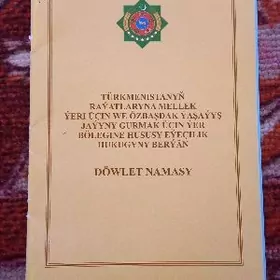 TÜRKMENISTANYŇ
RAÝATLARYNA MELLEK
ÝERI ÜÇIN WE ÖZBAŞDAK ÝAŞAÝYŞ
JAÝYNY GURMAK ÜÇIN ÝER
BÖLEGINE HUSUSY EÝEÇILIK
HUKUGYNY BERÝÄN
DÖWLET NAMASY